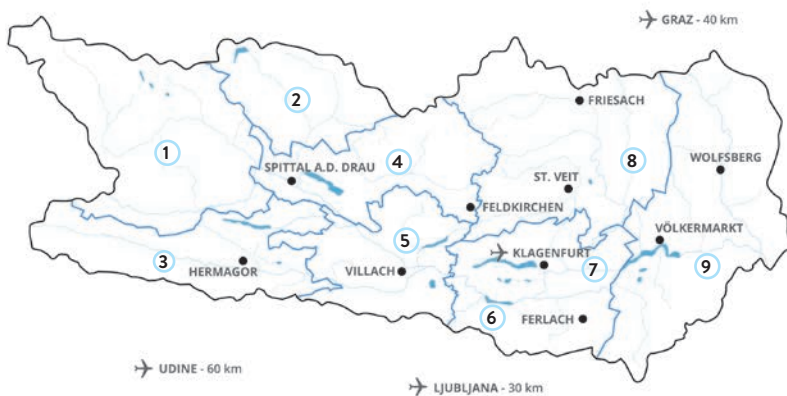 GRAZ - 40 km
2
FRIESACH
1
4
8
WOLFSBERG
SPITTAL A.D. DRAU
ST. VEIT
FELDKIRCHEN
5
VÖLKERMARKT
3
HERMAGOR
VILLACH
KLAGENFURT
7
9
6
FERLACH
UDINE - 60 km
LJUBLJANA - 30 km